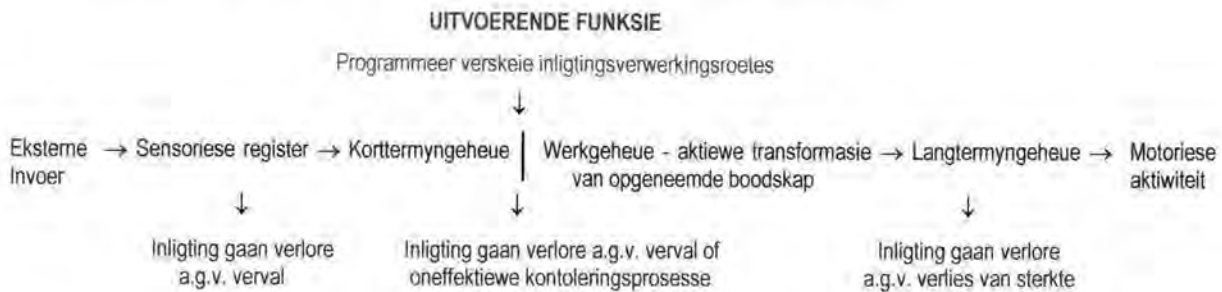 UITVOERENDE FUNKSIE
Programmeer verskeie inligtingsverwerkingsroetes
↓
Eksterne → Sensoriese register → Korttermyngeheue | Werkgeheue - aktiewe transformasie → Langtermyngeheue → Motoriese
Invoer van opgeneemde boodskap aktiwiteit
↓ ↓ ↓
Inligting gaan verlore Inligting gaan verlore a.g.v. verval of Inligting gaan verlore
a.g.v. verval oneffektiewe kontoleringsprosesse a.g.v. verlies van sterkte